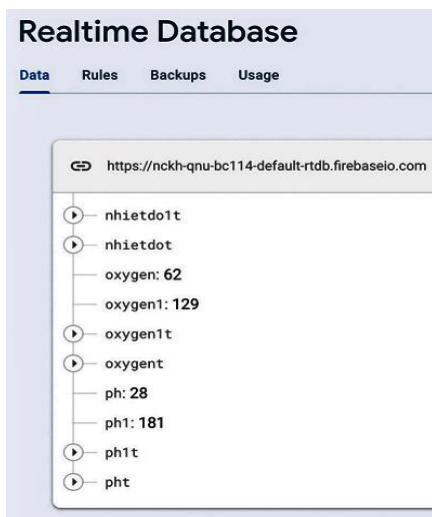 Realtime Database
Data Rules Backups Usage
https://nckh-qnu-bc114-default-rtdb.firebaseio.com
nhietdo1t
nhietdot
oxygen: 62
oxygen1: 129
oxygen1t
oxygent
ph: 28
ph1: 181
ph1t
pht